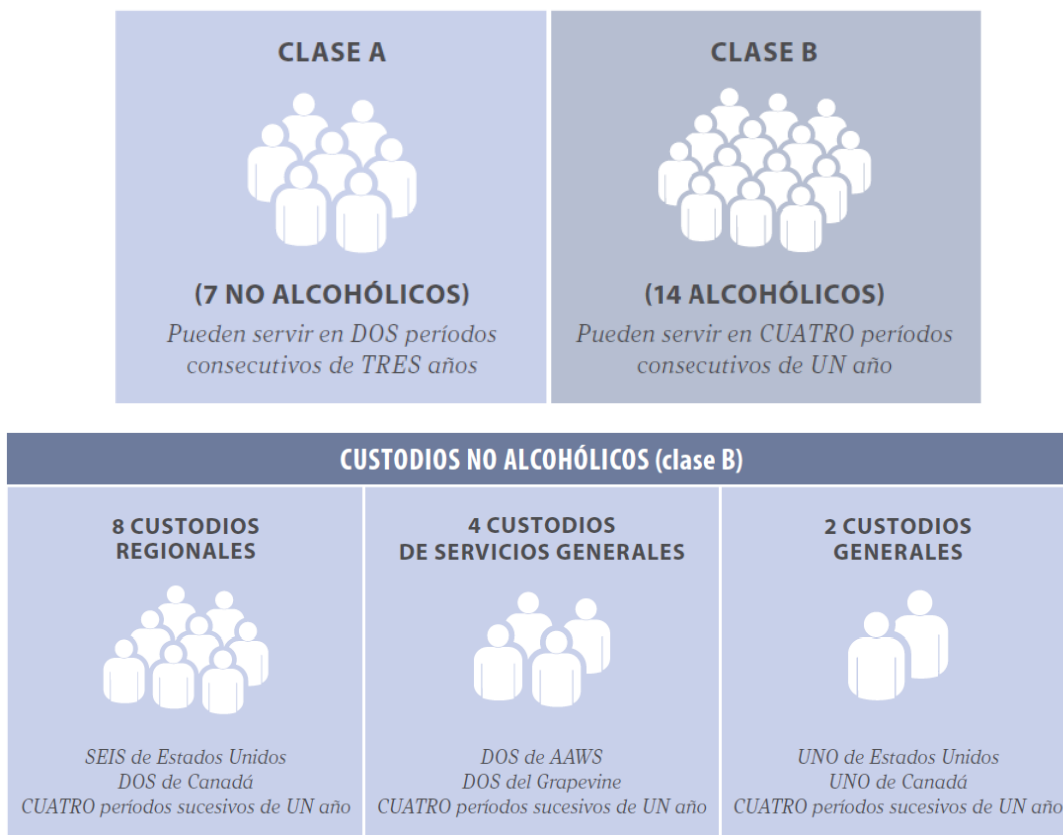 CLASE A
(7 NO ALCOHÓLICOS)
Pueden servir en DOS períodos
consecutivos de TRES años
CLASE B
(14 ALCOHÓLICOS)
Pueden servir en CUATRO períodos
consecutivos de UN año
CUSTODIOS NO ALCOHÓLICOS (clase B)
8 CUSTODIOS
REGIONALES
SEIS de Estados Unidos
DOS de Canadá
CUATRO períodos sucesivos de UN año
4 CUSTODIOS
DE SERVICIOS GENERALES
DOS de AAWS
DOS del Grapevine
CUATRO períodos sucesivos de UN año
2 CUSTODIOS
GENERALES
UNO de Estados Unidos
UNO de Canadá
CUATRO períodos sucesivos de UN año